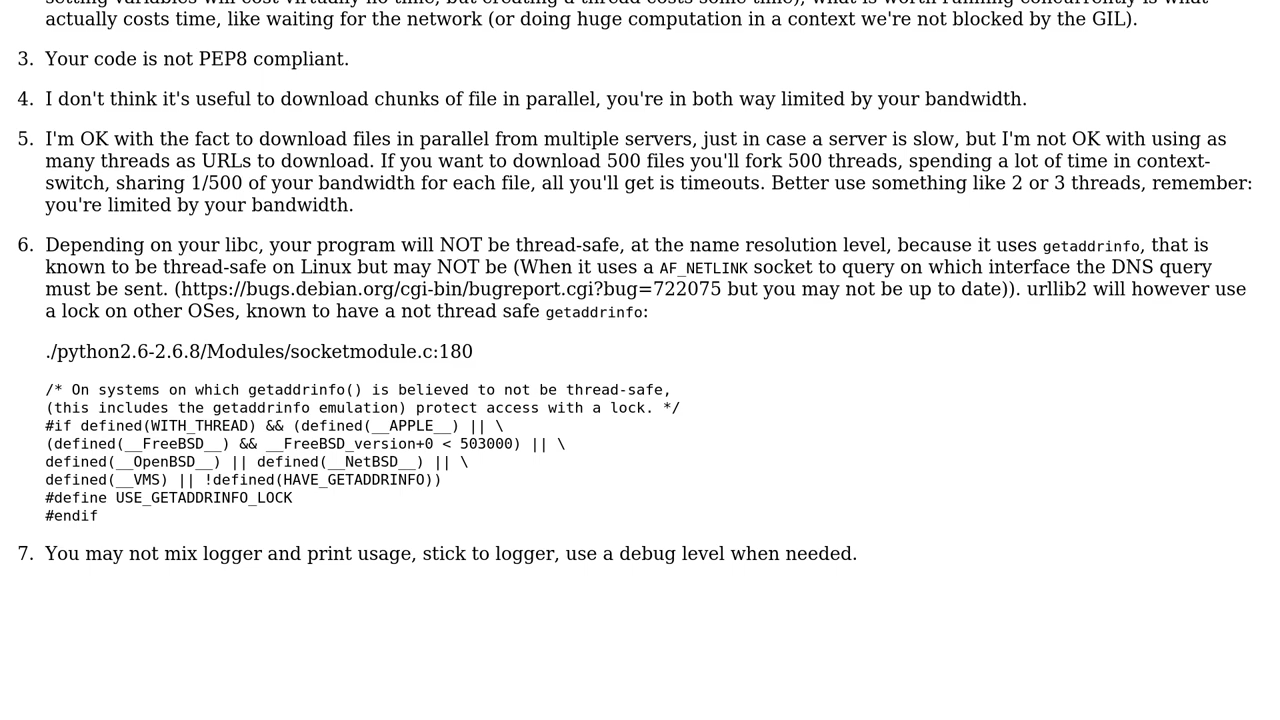 actually costs time, like waiting for the network (or doing huge computation in a context we're not blocked by the GIL).
3. Your code is not PEP8 compliant.
4. I don't think it's useful to download chunks of file in parallel, you're in both way limited by your bandwidth.
5. I'm OK with the fact to download files in parallel from multiple servers, just in case a server is slow, but I'm not OK with using as
many threads as URLs to download. If you want to download 500 files you'll fork 500 threads, spending a lot of time in context-
switch, sharing 1/500 of your bandwidth for each file, all you'll get is timeouts. Better use something like 2 or 3 threads, remember:
you're limited by your bandwidth.
6. Depending on your libc, your program will NOT be thread-safe, at the name resolution level, because it uses getaddrinfo, that is
known to be thread-safe on Linux but may NOT be (When it uses a AF_NETLINK socket to query on which interface the DNS query
must be sent. (https://bugs.debian.org/cgi-bin/bugreport.cgi?bug=722075 but you may not be up to date)). urllib2 will however use
a lock on other OSes, known to have a not thread safe getaddrinfo:
./python2.6-2.6.8/Modules/socketmodule.c:180
/* On systems on which getaddrinfo() is believed to not be thread-safe,
(this includes the getaddrinfo emulation) protect access with a lock. */
#if defined(WITH_THREAD) && (defined(__APPLE__) || \
(defined(__FreeBSD__) && __FreeBSD_version+0 < 503000) || \
defined(__OpenBSD__) || defined(__NetBSD__) || \
defined(__VMS) || !defined(HAVE_GETADDRINFO))
#define USE_GETADDRINFO_LOCK
#endif
7. You may not mix logger and print usage, stick to logger, use a debug level when needed.